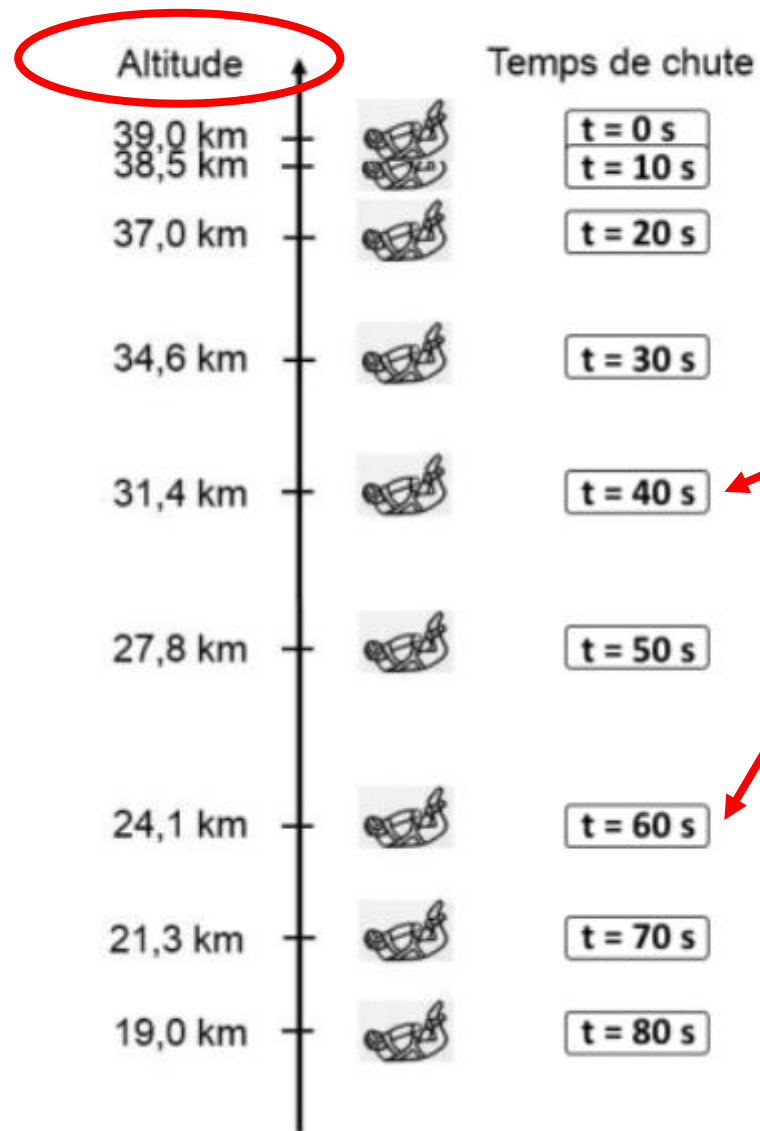 Altitude Temps de chute
39,0 km t = 0 s
38,5 km t = 10 s
37,0 km t = 20 s
34,6 km t = 30 s
31,4 km t = 40 s
27,8 km t = 50 s
24,1 km t = 60 s
21,3 km t = 70 s
19,0 km t = 80 s